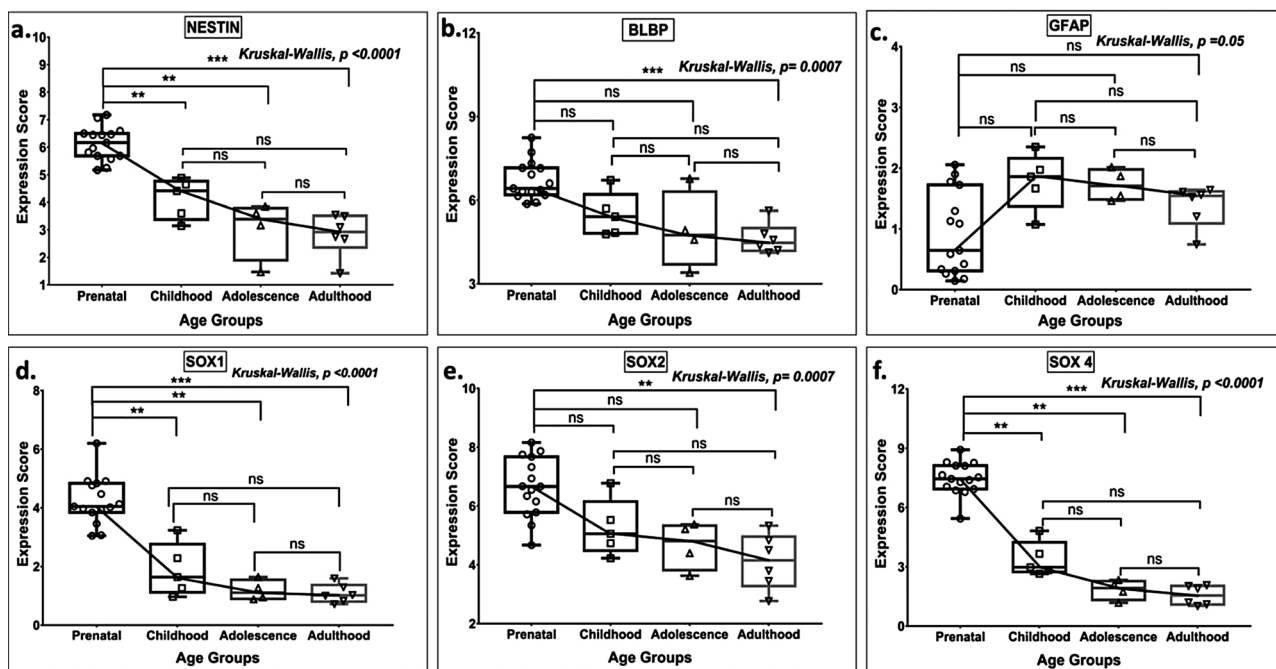 a.
NESTIN
Kruskal-Wallis, p <0.0001
***
**
**
ns
ns
ns
Expression Score
10
9
8
7
6
5
4
3
2
1
Prenatal Childhood Adolescence Adulthood
Age Groups
b.
BLBP
Kruskal-Wallis, p= 0.0007
***
ns
ns
ns
ns
ns
Expression Score
12
9
6
3
Prenatal Childhood Adolescence Adulthood
Age Groups
c.
GFAP
Kruskal-Wallis, p =0.05
ns
ns
ns
ns
ns
ns
Expression Score
4
3
2
1
0
Prenatal Childhood Adolescence Adulthood
Age Groups
d.
SOX1
Kruskal-Wallis, p <0.0001
***
**
**
ns
ns
ns
Expression Score
8
6
4
2
0
Prenatal Childhood Adolescence Adulthood
Age Groups
e.
SOX2
Kruskal-Wallis, p= 0.0007
**
ns
ns
ns
ns
ns
Expression Score
10
8
6
4
2
Prenatal Childhood Adolescence Adulthood
Age Groups
f.
SOX 4
Kruskal-Wallis, p <0.0001
***
**
**
ns
ns
ns
Expression Score
12
9
6
3
0
Prenatal Childhood Adolescence Adulthood
Age Groups